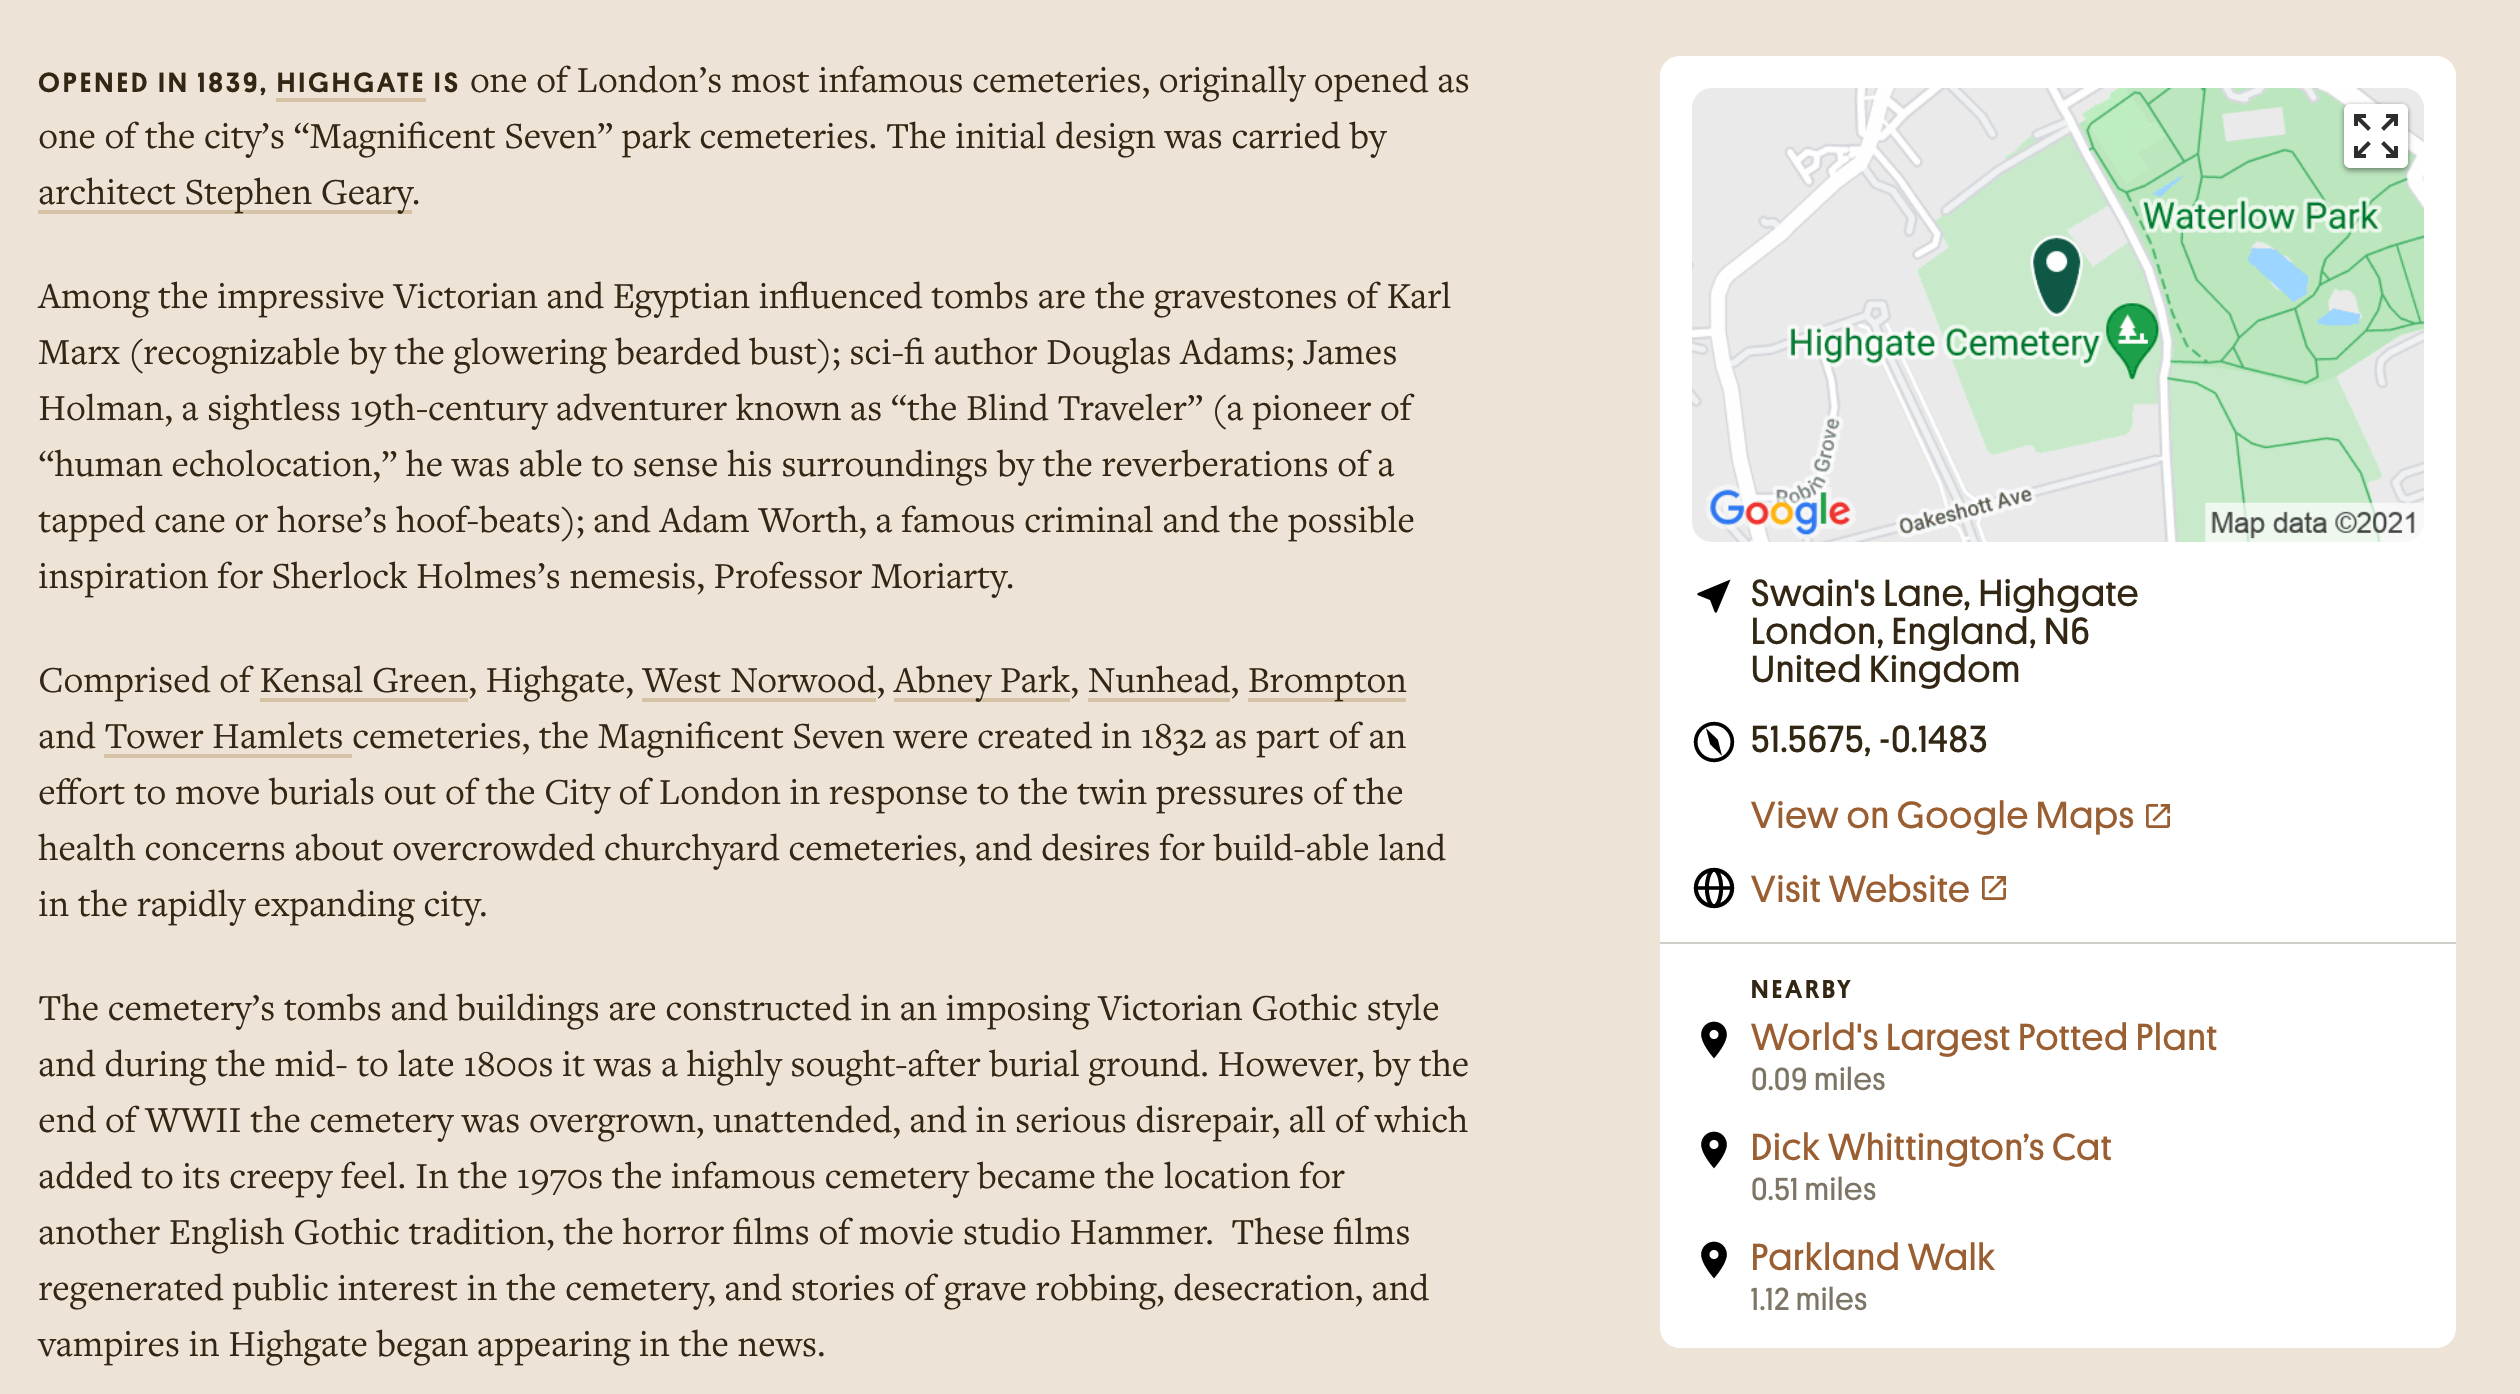 OPENED IN 1839, HIGHGATE IS one of London’s most infamous cemeteries, originally opened as
one of the city’s “Magnificent Seven” park cemeteries. The initial design was carried by
architect Stephen Geary.
Among the impressive Victorian and Egyptian influenced tombs are the gravestones of Karl
Marx (recognizable by the glowering bearded bust); sci-fi author Douglas Adams; James
Holman, a sightless 19th-century adventurer known as “the Blind Traveler” (a pioneer of
“human echolocation,” he was able to sense his surroundings by the reverberations of a
tapped cane or horse’s hoof-beats); and Adam Worth, a famous criminal and the possible
inspiration for Sherlock Holmes’s nemesis, Professor Moriarty.
Comprised of Kensal Green, Highgate, West Norwood, Abney Park, Nunhead, Brompton
and Tower Hamlets cemeteries, the Magnificent Seven were created in 1832 as part of an
effort to move burials out of the City of London in response to the twin pressures of the
health concerns about overcrowded churchyard cemeteries, and desires for build-able land
in the rapidly expanding city.
The cemetery’s tombs and buildings are constructed in an imposing Victorian Gothic style
and during the mid- to late 1800s it was a highly sought-after burial ground. However, by the
end of WWII the cemetery was overgrown, unattended, and in serious disrepair, all of which
added to its creepy feel. In the 1970s the infamous cemetery became the location for
another English Gothic tradition, the horror films of movie studio Hammer.  These films
regenerated public interest in the cemetery, and stories of grave robbing, desecration, and
vampires in Highgate began appearing in the news.
Waterlow Park
Highgate Cemetery
Robin Grove
Oakeshott Ave
Google
Map data ©2021
Swain's Lane, Highgate
London, England, N6
United Kingdom
51.5675, -0.1483
View on Google Maps
Visit Website
NEARBY
World's Largest Potted Plant
0.09 miles
Dick Whittington’s Cat
0.51 miles
Parkland Walk
1.12 miles